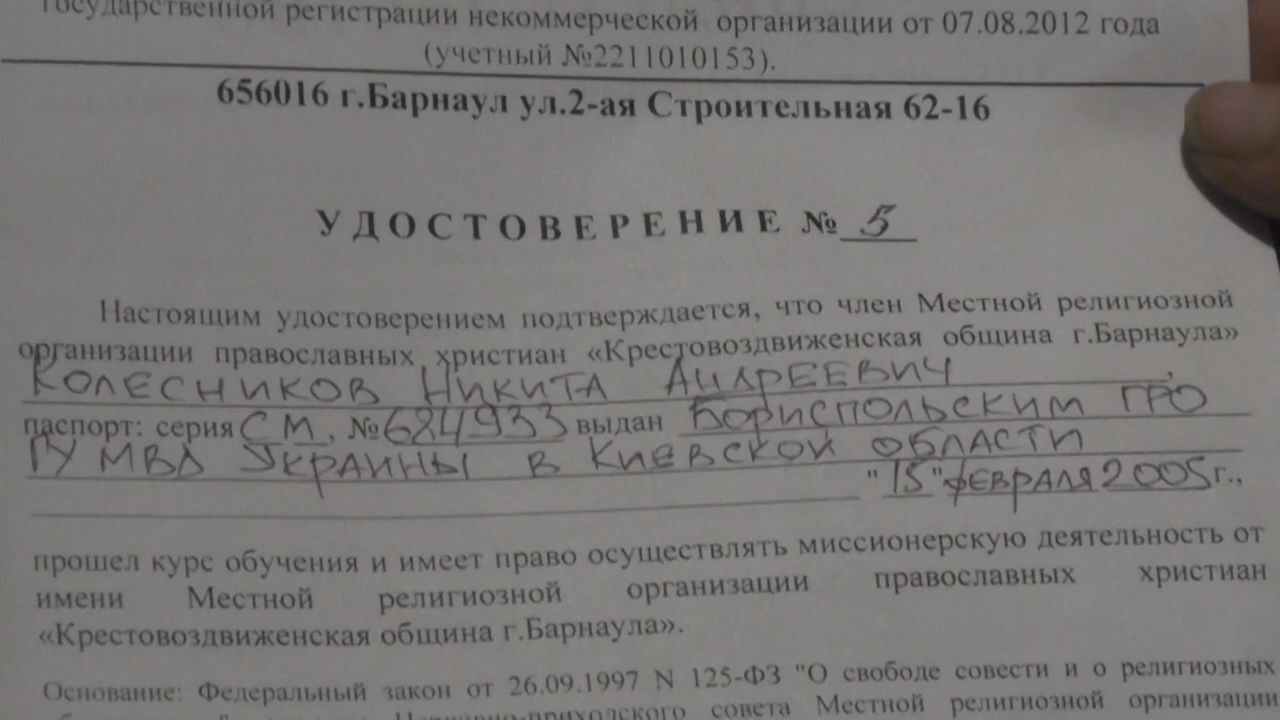 государственной регистрации некоммерческой организации от 07.08.2012 года
(учетный №2211010153).
656016 г.Барнаул ул.2-ая Строительная 62-16
УДОСТОВЕРЕНИЕ № 5
Настоящим удостоверением подтверждается, что член Местной религиозной
организации православных христиан «Крестовоздвиженская община г.Барнаула»
КОЛЕСНИКОВ НИКИТА АНДРЕЕВИЧ,
паспорт: серия СМ, №684933 выдан БОРИСПОЛЬСКИМ ГРО
ГУ МВД УКРАИНЫ В КИЕВСКОЙ ОБЛАСТИ
"15" ФЕВРАЛЯ 2005г.,
прошел курс обучения и имеет право осуществлять миссионерскую деятельность от
имени Местной религиозной организации православных христиан
«Крестовоздвиженская община г.Барнаула».
Основание: Федеральный закон от 26.09.1997 N 125-ФЗ "О свободе совести и о религиозных
совета Местной религиозной организации